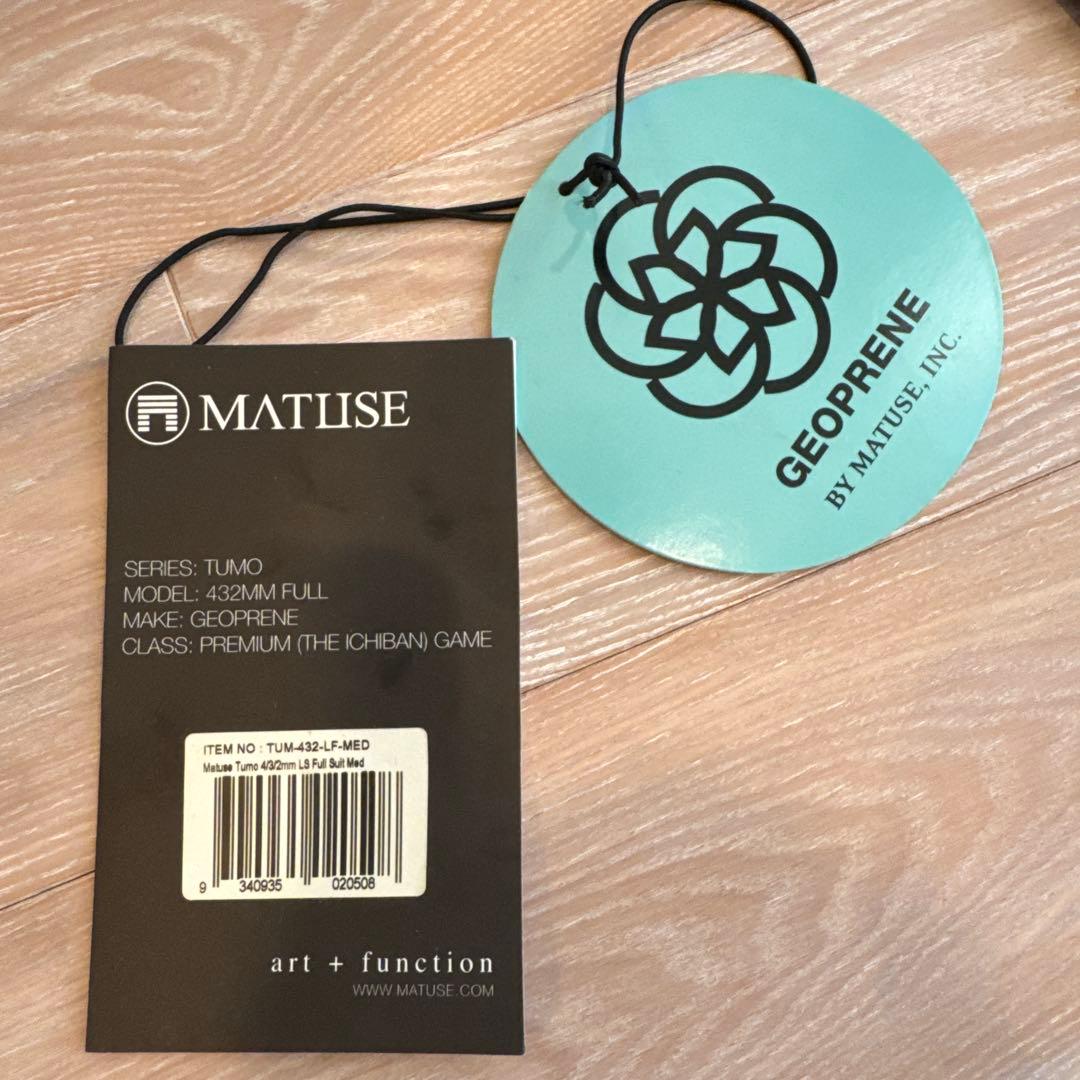 MATUSE
SERIES: TUMO
MODEL: 432MM FULL
MAKE: GEOPRENE
CLASS: PREMIUM (THE ICHIBAN) GAME
ITEM NO : TUM-432-LF-MED
Matuse Tumo 4/3/2mm LS Full Suit Med
9 340935 020508
art + function
WWW.MATUSE.COM
GEOPRENE
BY MATUSE, INC.